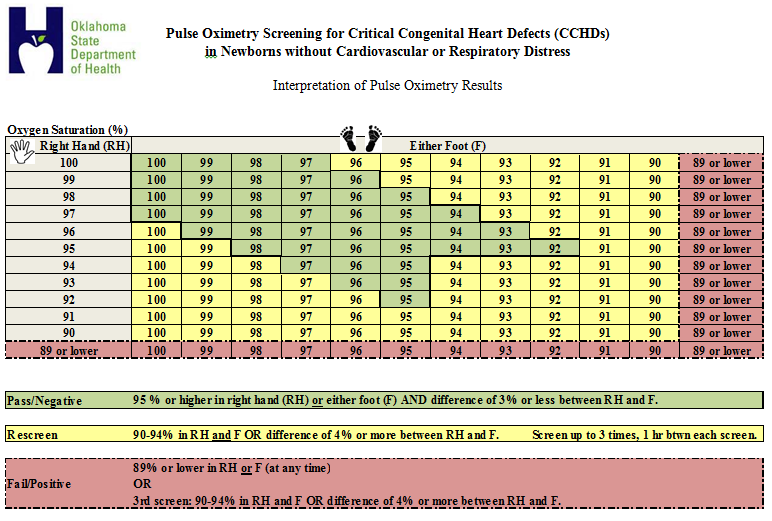 Oklahoma
State
Department
of Health
Pulse Oximetry Screening for Critical Congenital Heart Defects (CCHDs)
in Newborns without Cardiovascular or Respiratory Distress
Interpretation of Pulse Oximetry Results
Oxygen Saturation (%)
Right Hand (RH) Either Foot (F)
100 100 99 98 97 96 95 94 93 92 91 90 89 or lower
99 100 99 98 97 96 95 94 93 92 91 90 89 or lower
98 100 99 98 97 96 95 94 93 92 91 90 89 or lower
97 100 99 98 97 96 95 94 93 92 91 90 89 or lower
96 100 99 98 97 96 95 94 93 92 91 90 89 or lower
95 100 99 98 97 96 95 94 93 92 91 90 89 or lower
94 100 99 98 97 96 95 94 93 92 91 90 89 or lower
93 100 99 98 97 96 95 94 93 92 91 90 89 or lower
92 100 99 98 97 96 95 94 93 92 91 90 89 or lower
91 100 99 98 97 96 95 94 93 92 91 90 89 or lower
90 100 99 98 97 96 95 94 93 92 91 90 89 or lower
89 or lower 100 99 98 97 96 95 94 93 92 91 90 89 or lower
Pass/Negative 95 % or higher in right hand (RH) or either foot (F) AND difference of 3% or less between RH and F.
Rescreen 90-94% in RH and F OR difference of 4% or more between RH and F. Screen up to 3 times, 1 hr btwn each screen.
89% or lower in RH or F (at any time)
Fail/Positive OR
3rd screen: 90-94% in RH and F OR difference of 4% or more between RH and F.